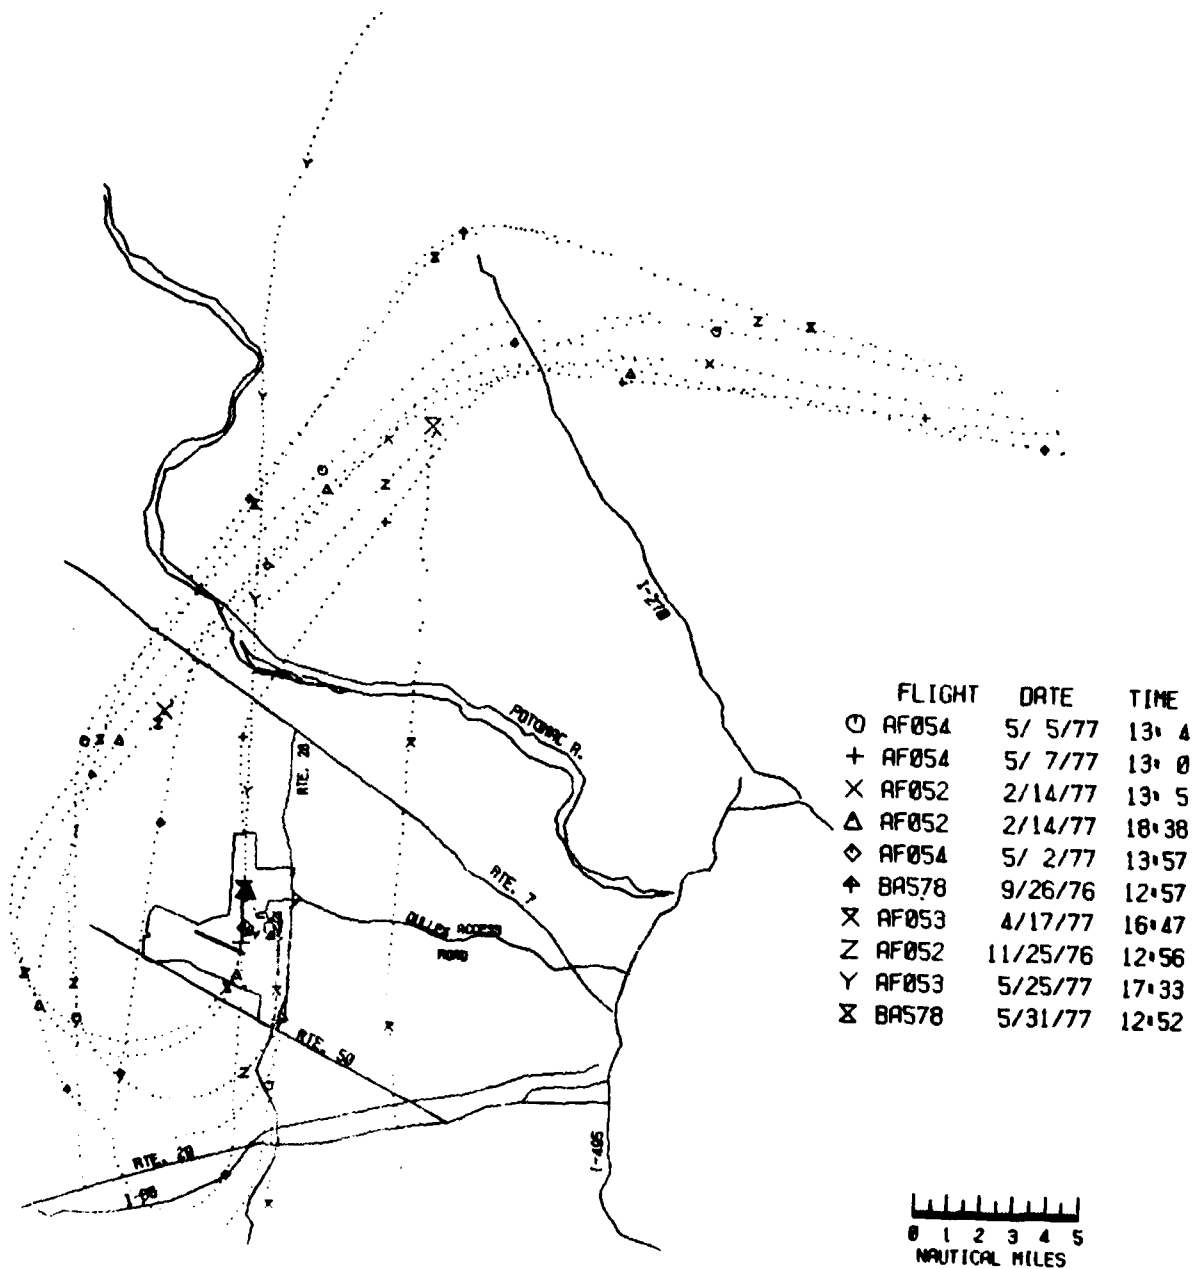 I-270
POTOMAC R.
RTE. 28
RTE. 7
DULLES ACCESS
ROAD
RTE. 50
I-495
RTE. 29
I-66
FLIGHT DATE TIME
AF054 5/ 5/77 13: 4
AF054 5/ 7/77 13: 0
AF052 2/14/77 13: 5
AF052 2/14/77 18:38
AF054 5/ 2/77 13:57
BA578 9/26/76 12:57
AF053 4/17/77 16:47
AF052 11/25/76 12:56
AF053 5/25/77 17:33
BA578 5/31/77 12:52
0 1 2 3 4 5
NAUTICAL MILES